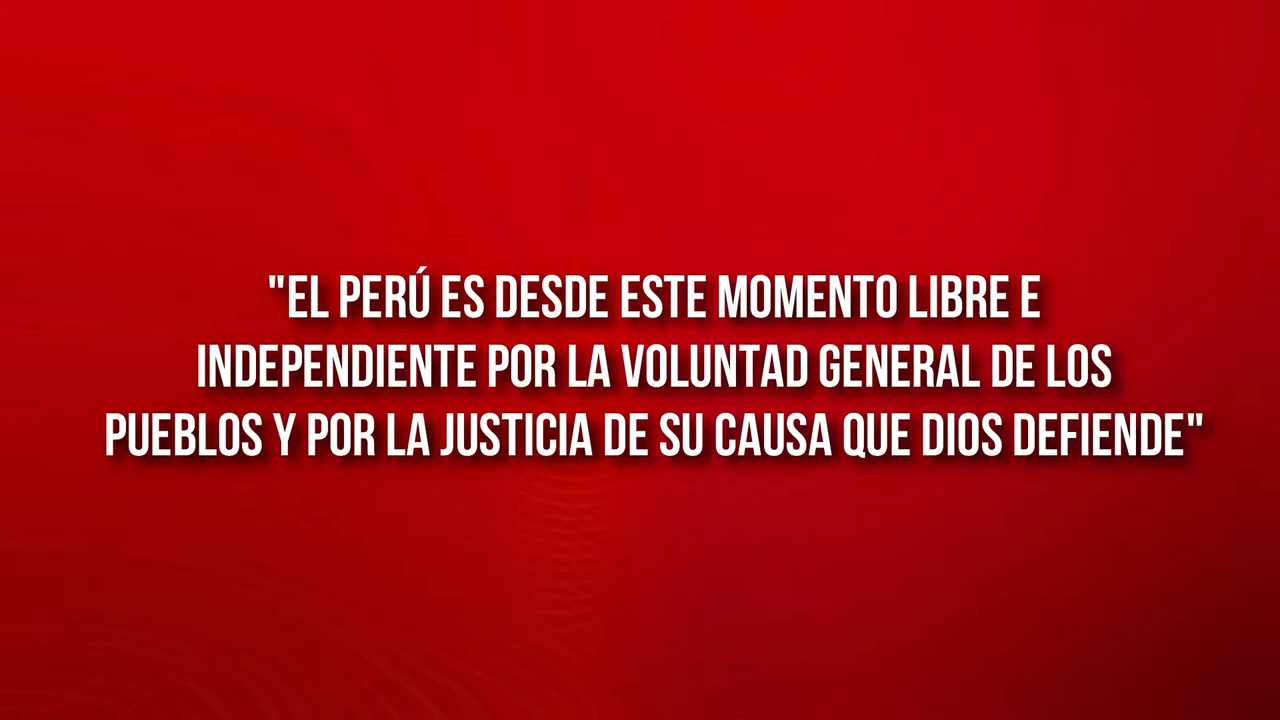 "EL PERÚ ES DESDE ESTE MOMENTO LIBRE E
INDEPENDIENTE POR LA VOLUNTAD GENERAL DE LOS
PUEBLOS Y POR LA JUSTICIA DE SU CAUSA QUE DIOS DEFIENDE"